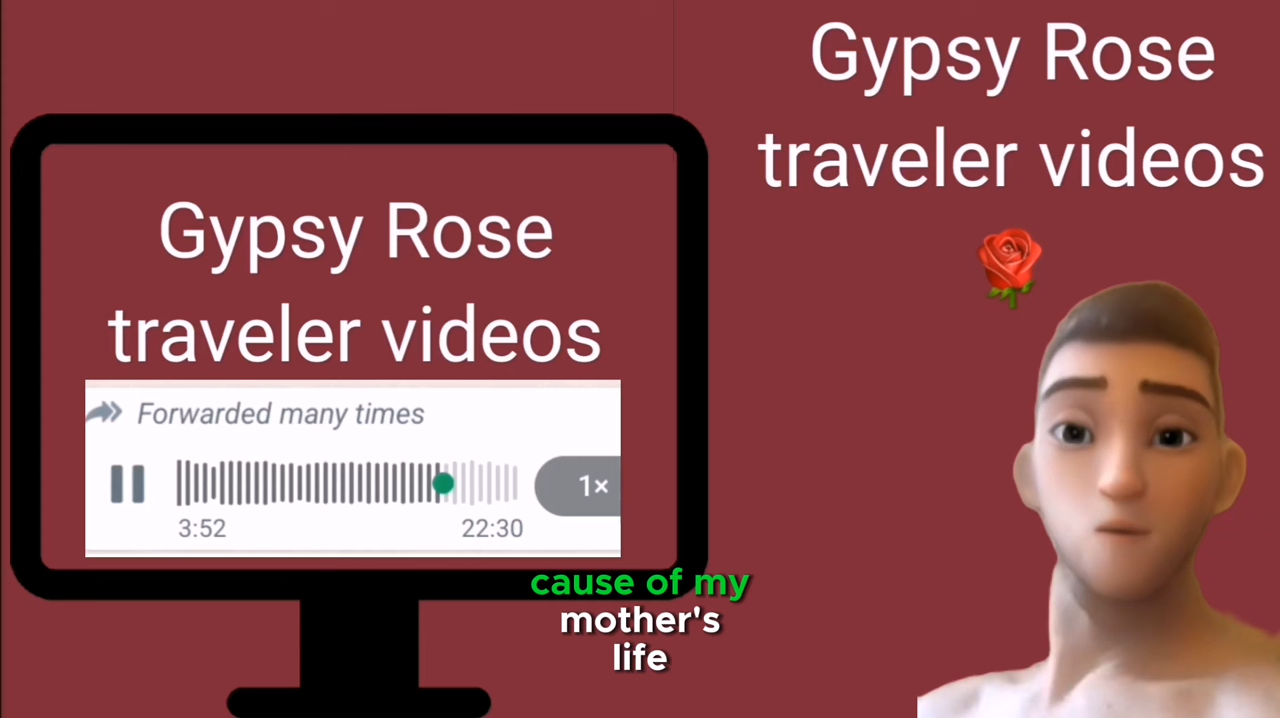 Gypsy Rose
traveler videos
🌹
Gypsy Rose
traveler videos
Forwarded many times
1×
3:52
22:30
cause of my
mother's
life